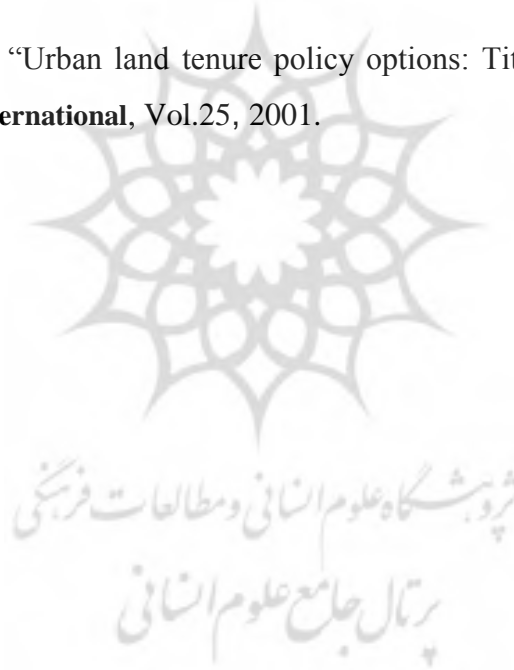 “Urban land tenure policy options: Tit
ernational, Vol.25, 2001.
پژوهشگاه علوم انسانی و مطالعات فرهنگی
پرتال جامع علوم انسانی